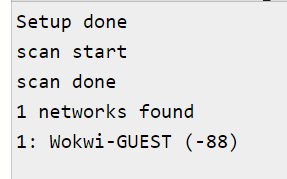 Setup done
scan start
scan done
1 networks found
1: Wokwi-GUEST (-88)